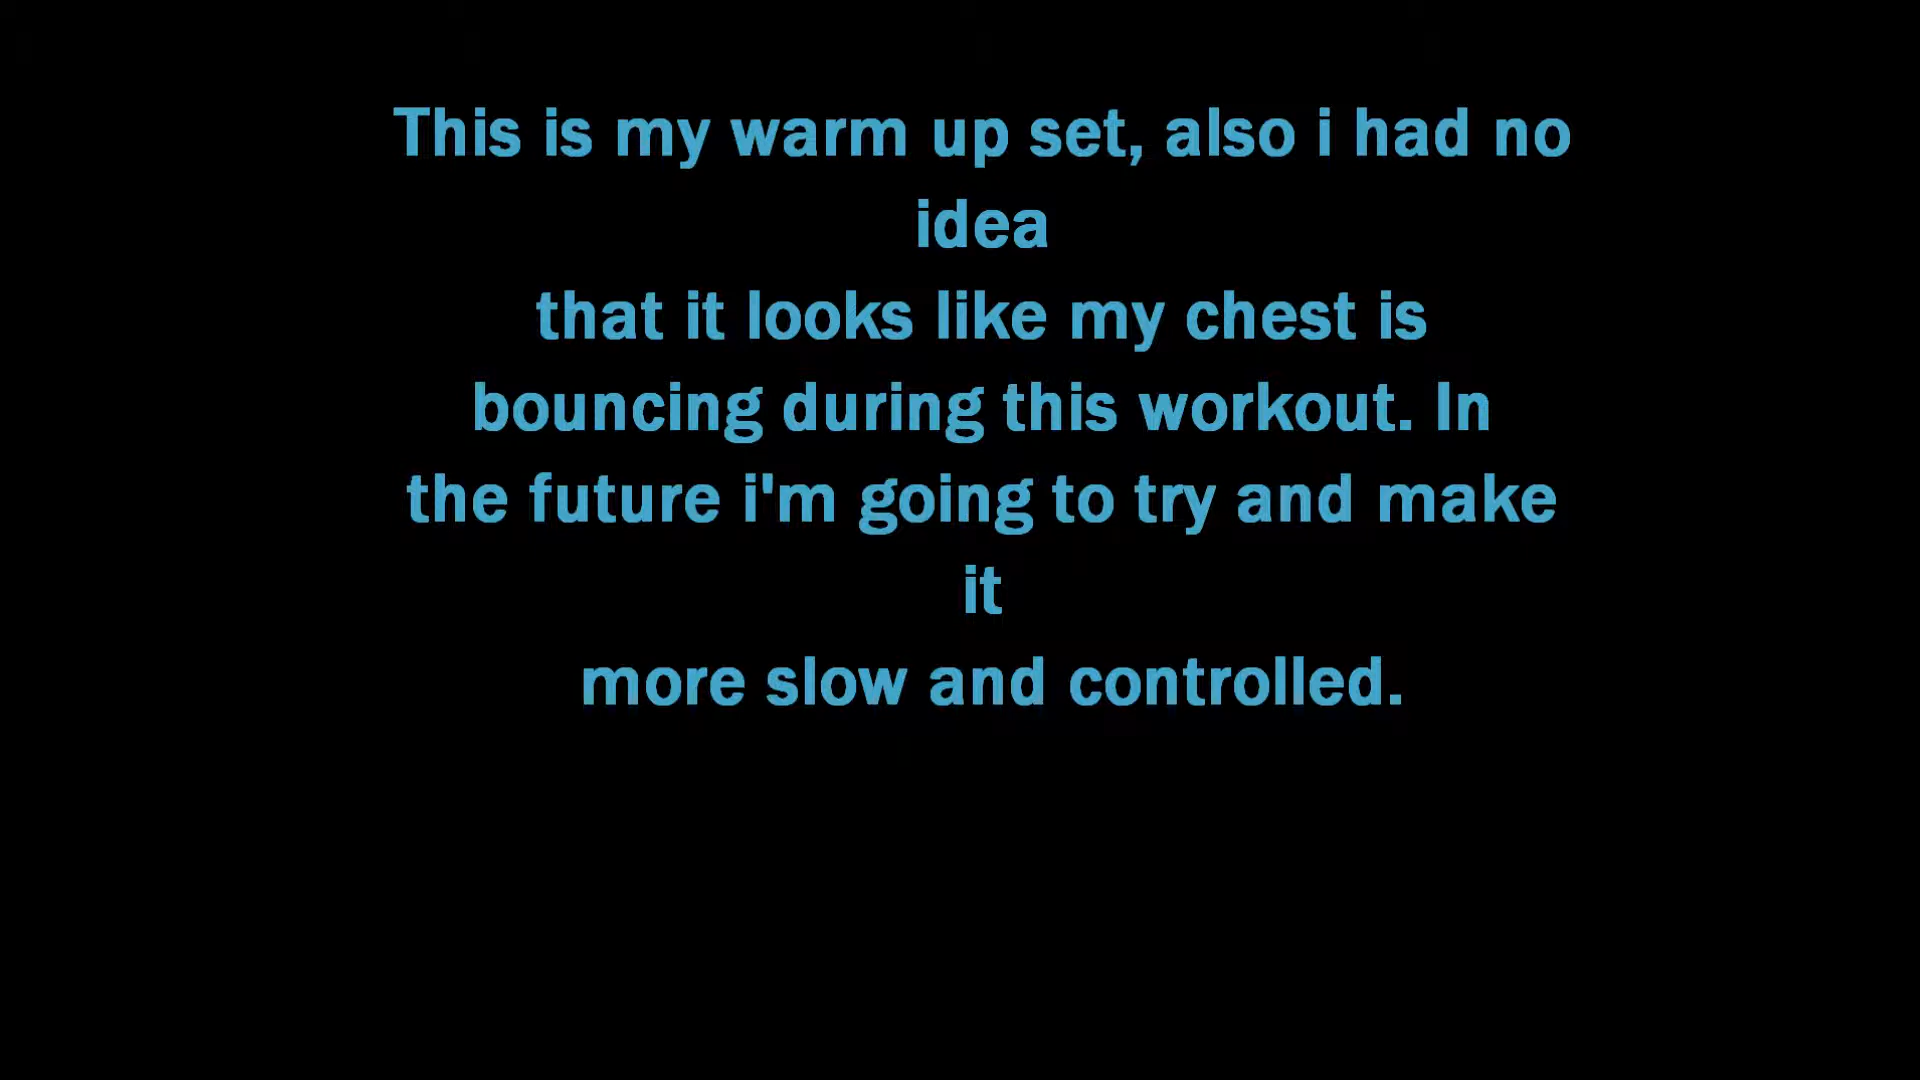 This is my warm up set, also i had no
idea
that it looks like my chest is
bouncing during this workout. In
the future i'm going to try and make
it
more slow and controlled.